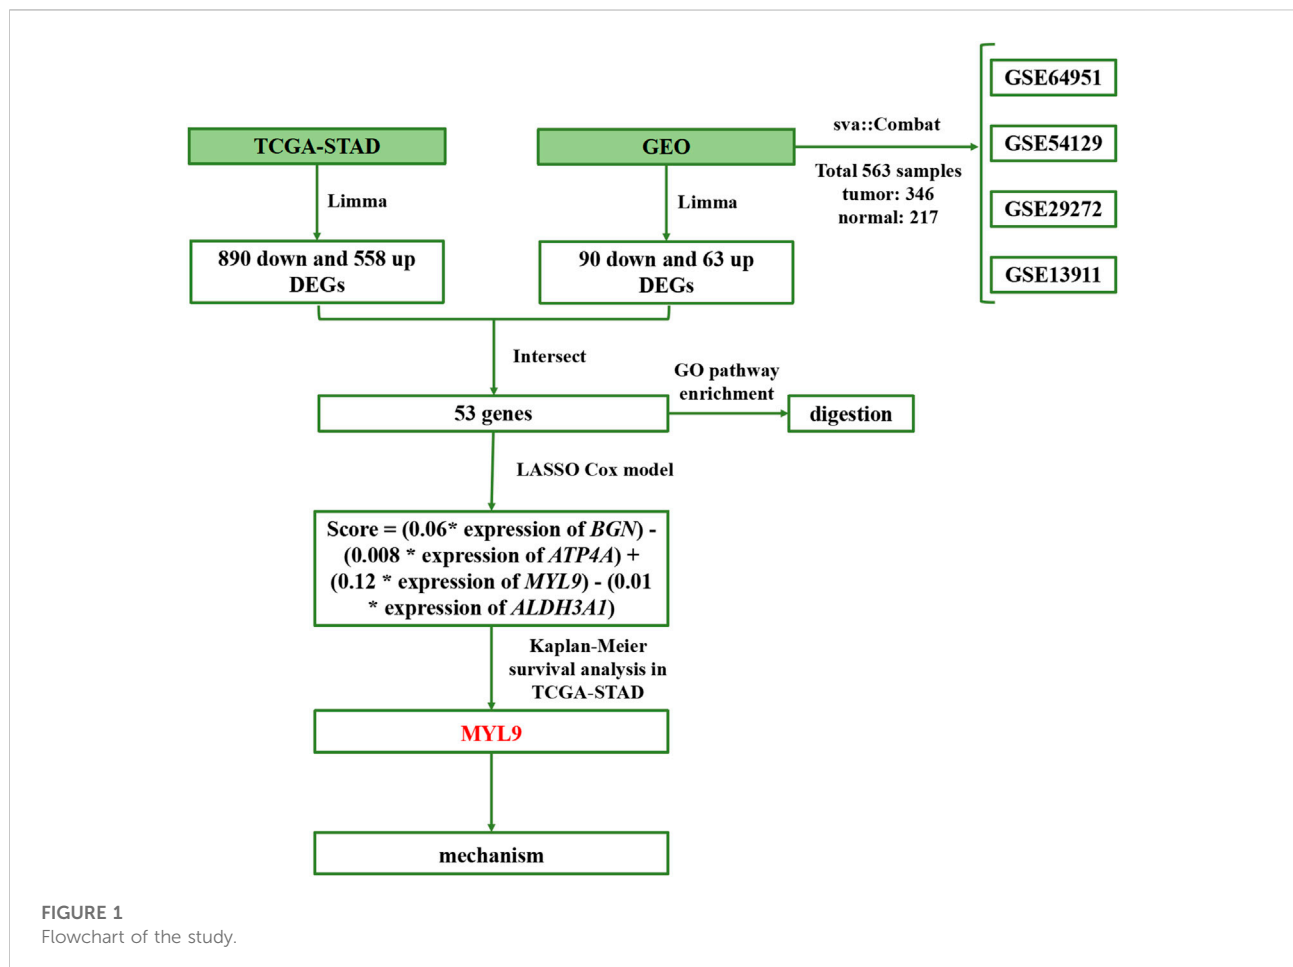 TCGA-STAD
GEO
sva::Combat
Total 563 samples
tumor: 346
normal: 217
GSE64951
GSE54129
GSE29272
GSE13911
Limma
Limma
890 down and 558 up
DEGs
90 down and 63 up
DEGs
Intersect
GO pathway
enrichment
53 genes
digestion
LASSO Cox model
Score = (0.06* expression of BGN) -
(0.008 * expression of ATP4A) +
(0.12 * expression of MYL9) - (0.01
* expression of ALDH3A1)
Kaplan-Meier
survival analysis in
TCGA-STAD
MYL9
mechanism
FIGURE 1
Flowchart of the study.